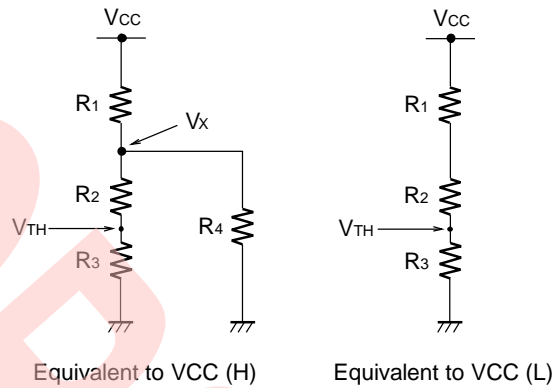 VCC
R1
VX
R2
VTH
R4
R3
Equivalent to VCC (H)
VCC
R1
R2
VTH
R3
Equivalent to VCC (L)